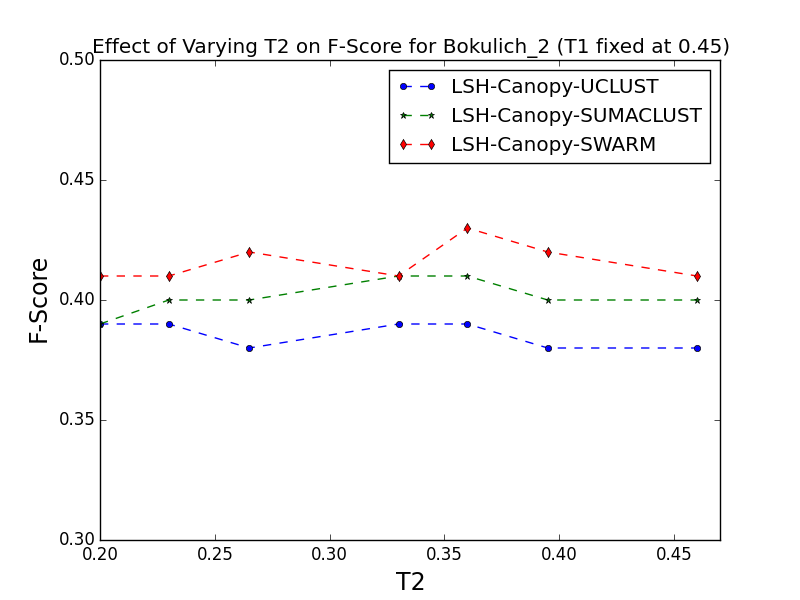 Effect of Varying T2 on F-Score for Bokulich_2 (T1 fixed at 0.45)
LSH-Canopy-UCLUST
LSH-Canopy-SUMACLUST
LSH-Canopy-SWARM
F-Score
0.50
0.45
0.40
0.35
0.30
0.20 0.25 0.30 0.35 0.40 0.45
T2